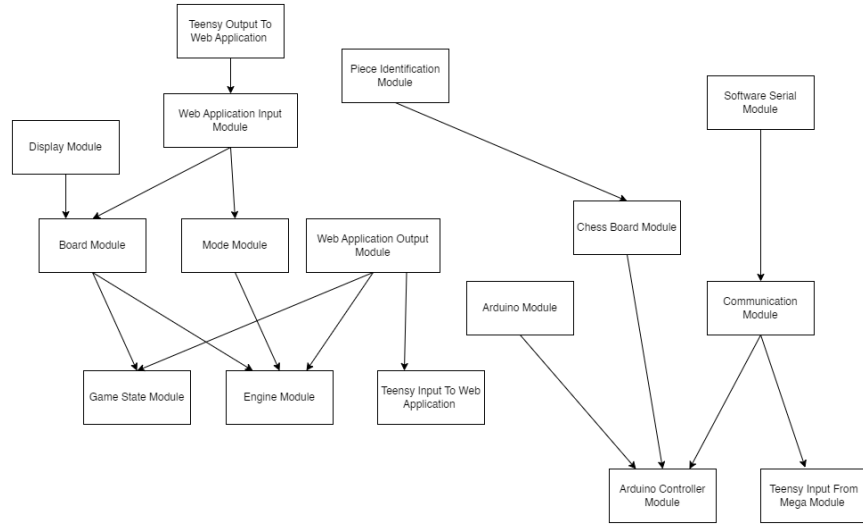 Teensy Output To
Web Application
Piece Identification
Module
Software Serial
Module
Web Application Input
Module
Display Module
Chess Board Module
Board Module
Mode Module
Web Application Output
Module
Arduino Module
Communication
Module
Game State Module
Engine Module
Teensy Input To Web
Application
Arduino Controller
Module
Teensy Input From
Mega Module